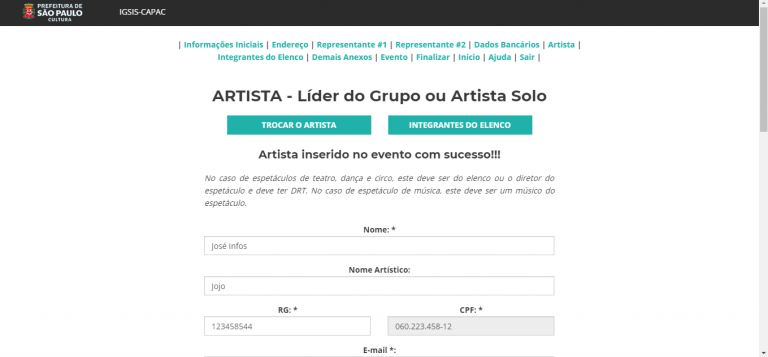 PREFEITURA DE
SÃO PAULO
CULTURA
IGSIS-CAPAC
| Informações Iniciais | Endereço | Representante #1 | Representante #2 | Dados Bancários | Artista |
Integrantes do Elenco | Demais Anexos | Evento | Finalizar | Início | Ajuda | Sair |
ARTISTA - Líder do Grupo ou Artista Solo
TROCAR O ARTISTA
INTEGRANTES DO ELENCO
Artista inserido no evento com sucesso!!!
No caso de espetáculos de teatro, dança e circo, este deve ser do elenco ou o diretor do
espetáculo e deve ter DRT. No caso de espetáculo de música, este deve ser um músico do
espetáculo.
Nome: *
José Infos
Nome Artístico:
Jojo
RG: *
CPF: *
123458544
060.223.458-12
E-mail *: